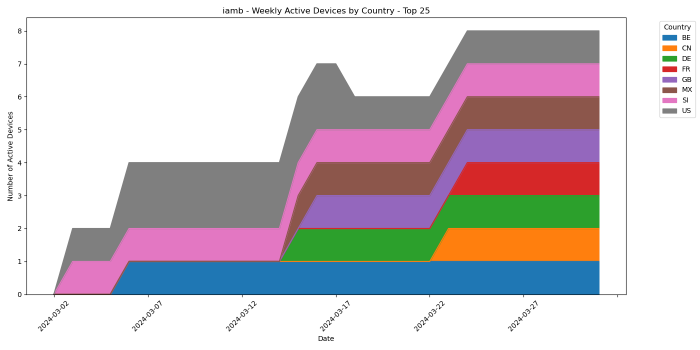 iamb - Weekly Active Devices by Country - Top 25
Number of Active Devices
8
7
6
5
4
3
2
1
0
2024-03-02
2024-03-07
2024-03-12
2024-03-17
2024-03-22
2024-03-27
Date
Country
BE
CN
DE
FR
GB
MX
SI
US